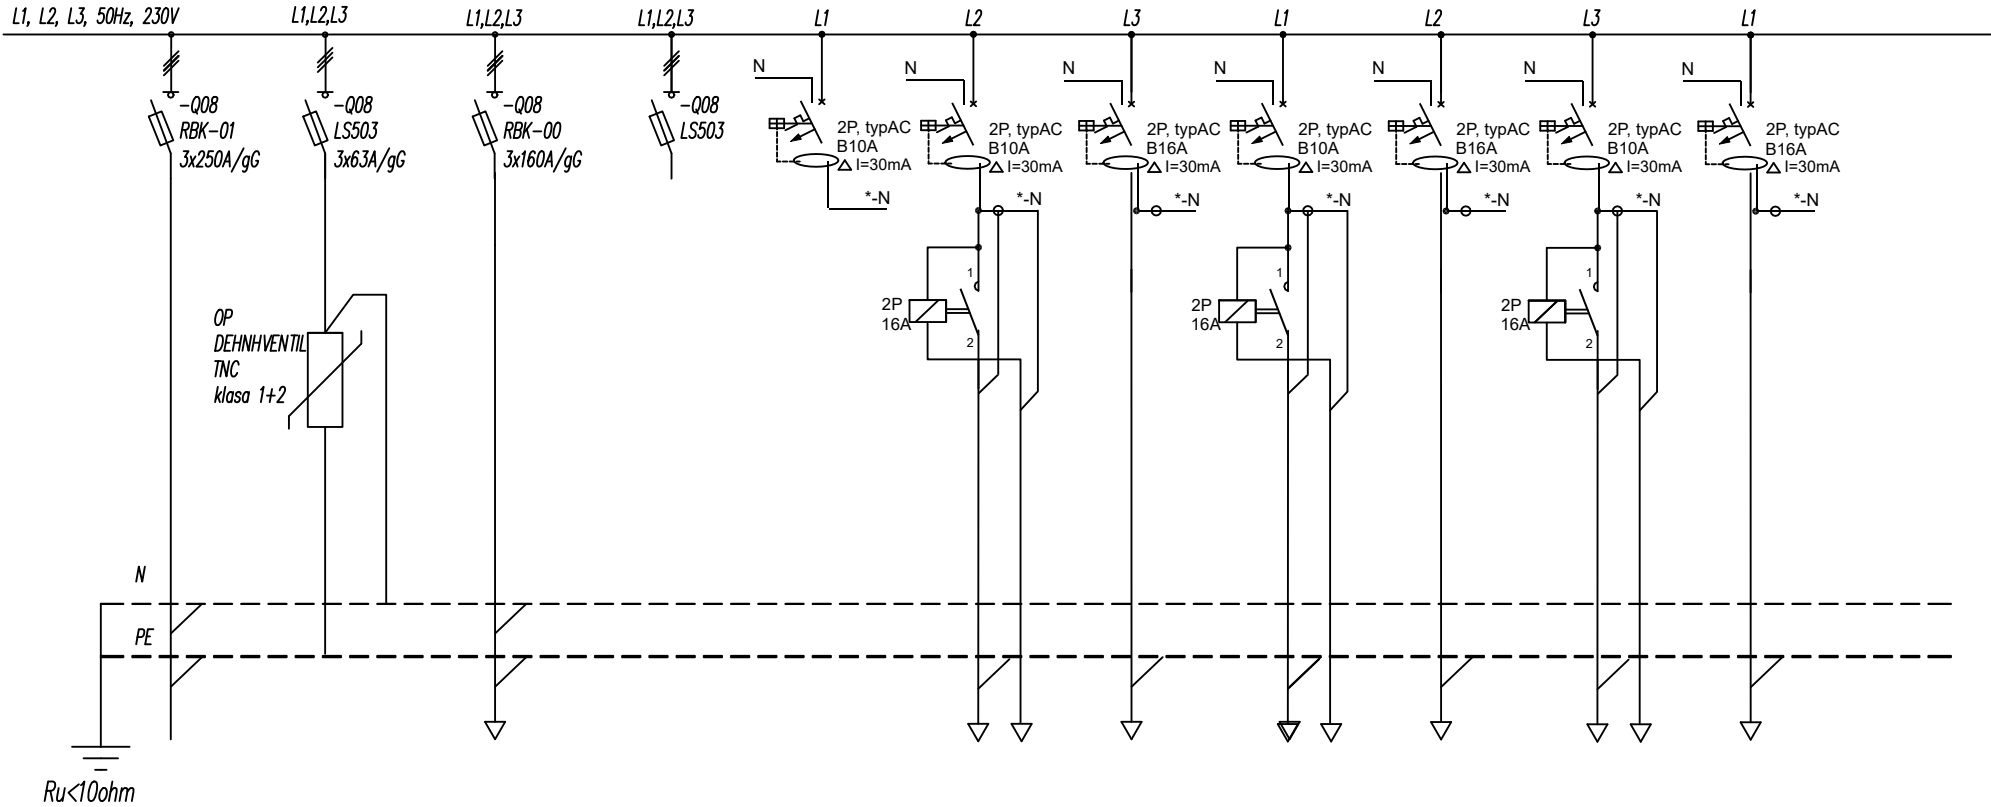 L1, L2, L3, 50Hz, 230V
L1,L2,L3
L1,L2,L3
L1,L2,L3
L1
L2
L3
L1
L2
L3
L1
N
N
N
N
N
N
N
-Q08
RBK-01
3x250A/gG
-Q08
LS503
3x63A/gG
-Q08
RBK-00
3x160A/gG
-Q08
LS503
2P, typAC
B10A
△ I=30mA
*-N
2P, typAC
B10A
△ I=30mA
*-N
2P, typAC
B16A
△ I=30mA
*-N
2P, typAC
B10A
△ I=30mA
*-N
2P, typAC
B16A
△ I=30mA
*-N
2P, typAC
B10A
△ I=30mA
*-N
2P, typAC
B16A
△ I=30mA
*-N
1
2P
16A
2
1
2P
16A
2
1
2P
16A
2
OP
DEHNHVENTIL
TNC
klasa 1+2
N
PE
Ru<10ohm